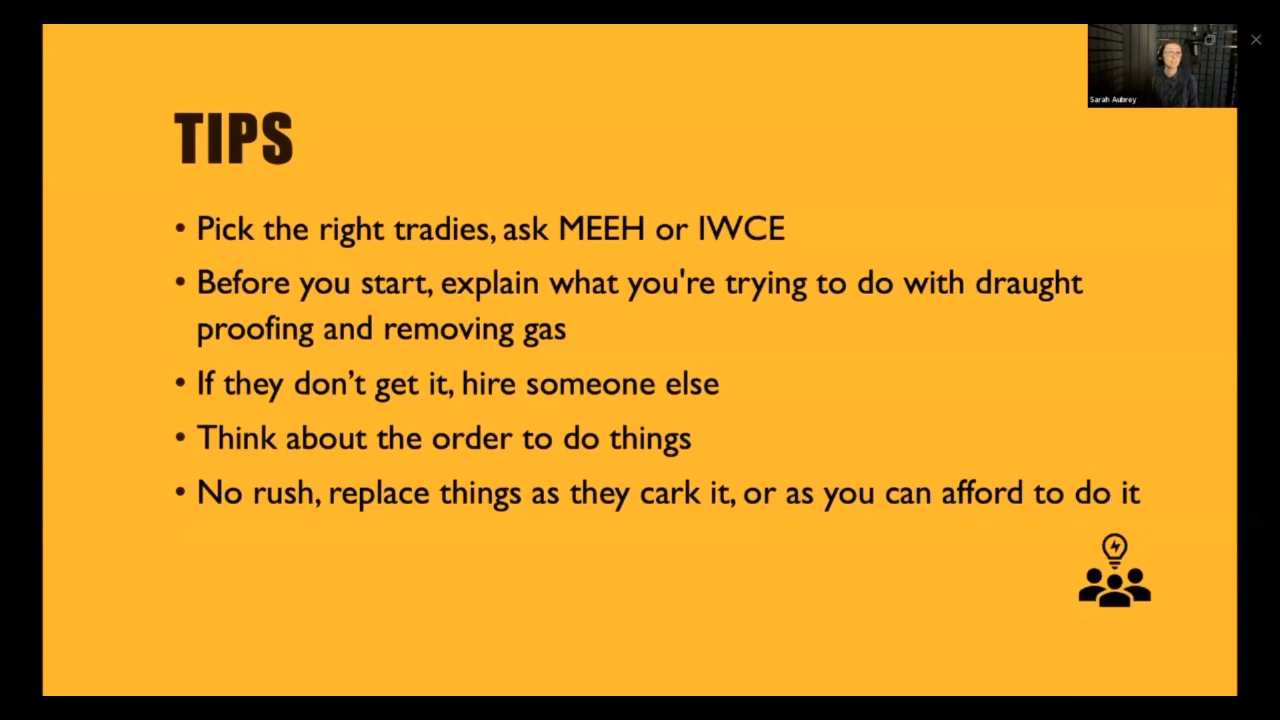 Sarah Aubrey
TIPS
• Pick the right tradies, ask MEEH or IWCE
• Before you start, explain what you're trying to do with draught
proofing and removing gas
• If they don’t get it, hire someone else
• Think about the order to do things
• No rush, replace things as they cark it, or as you can afford to do it